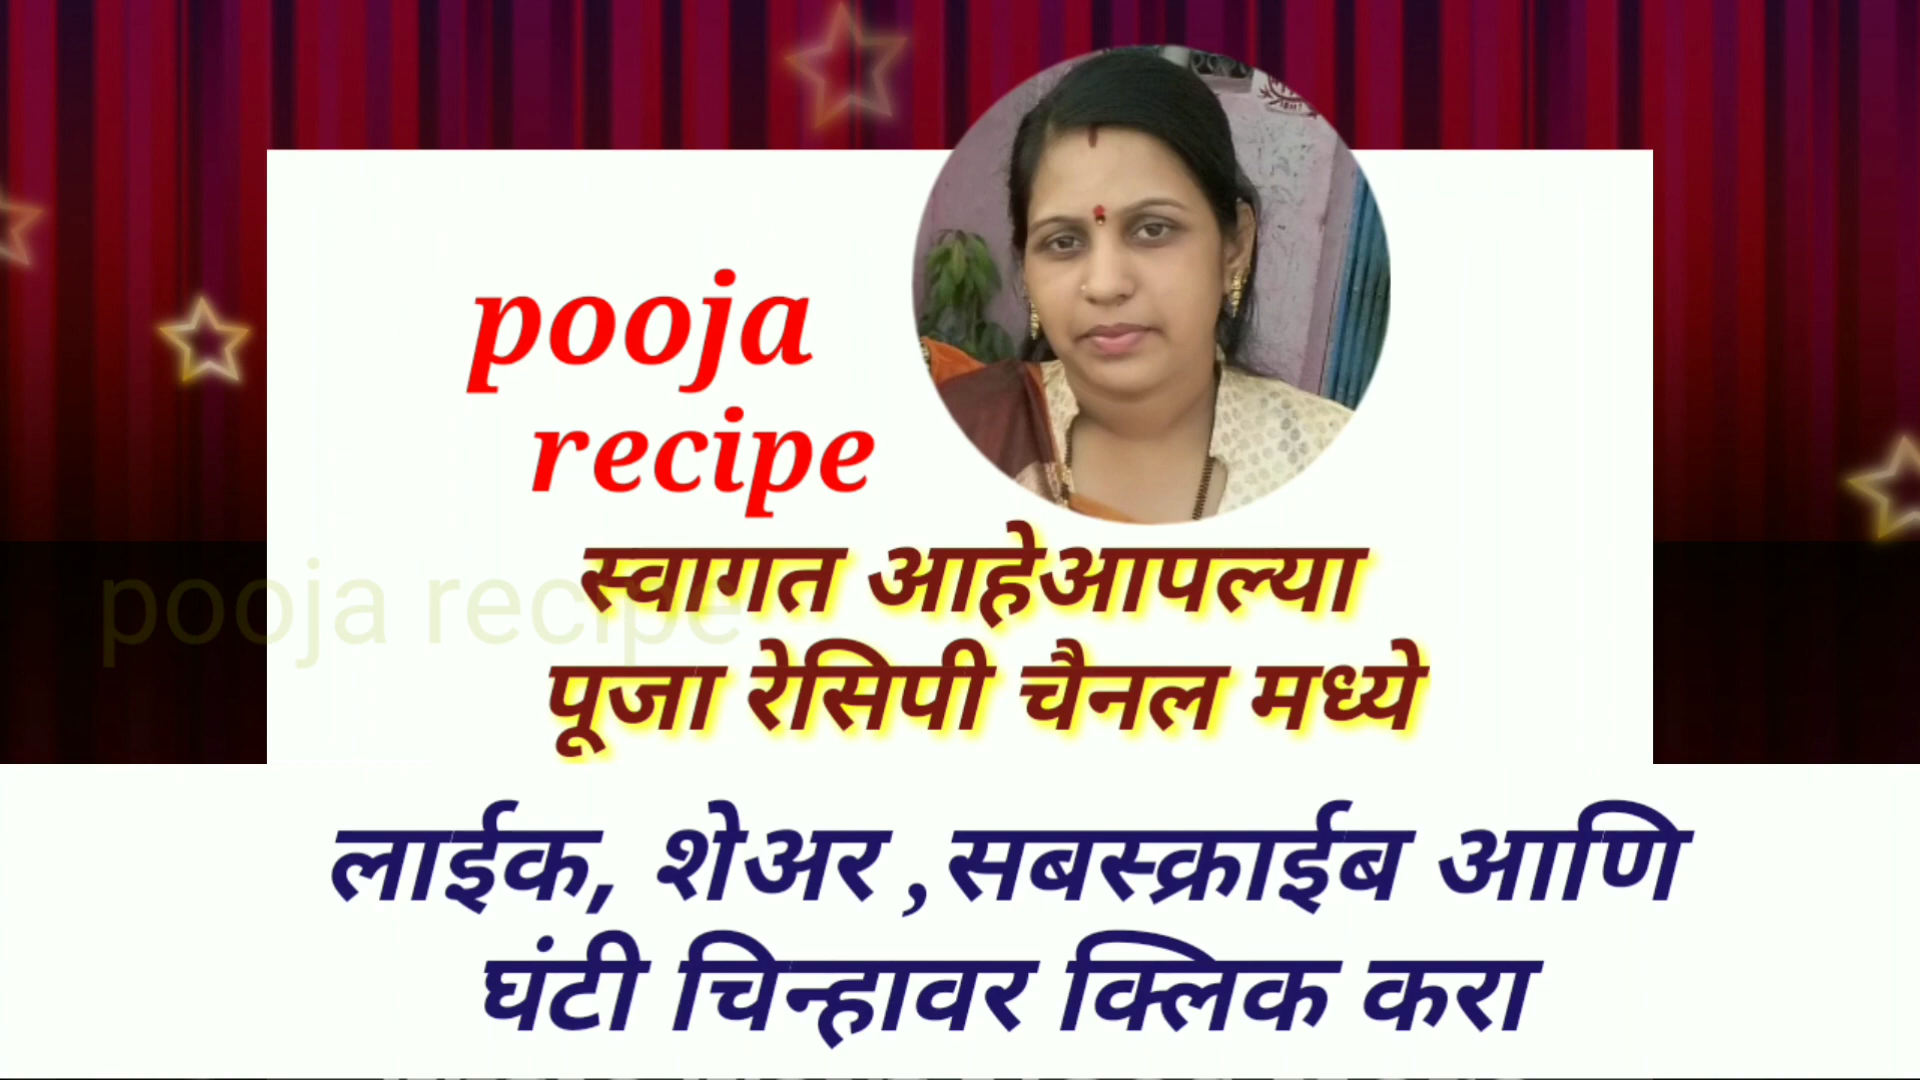 pooja
recipe
स्वागत आहेआपल्या
pooja recipe
पूजा रेसिपी चैनल मध्ये
लाईक, शेअर ,सबस्क्राईब आणि
घंटी चिन्हावर क्लिक करा